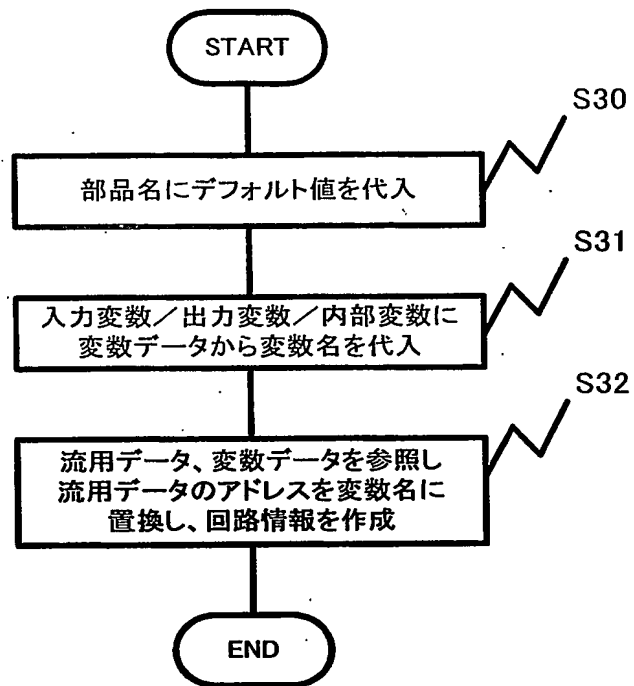 START
S30
部品名にデフォルト値を代入
S31
入力変数／出力変数／内部変数に
変数データから変数名を代入
S32
流用データ、変数データを参照し
流用データのアドレスを変数名に
置換し、回路情報を作成
END